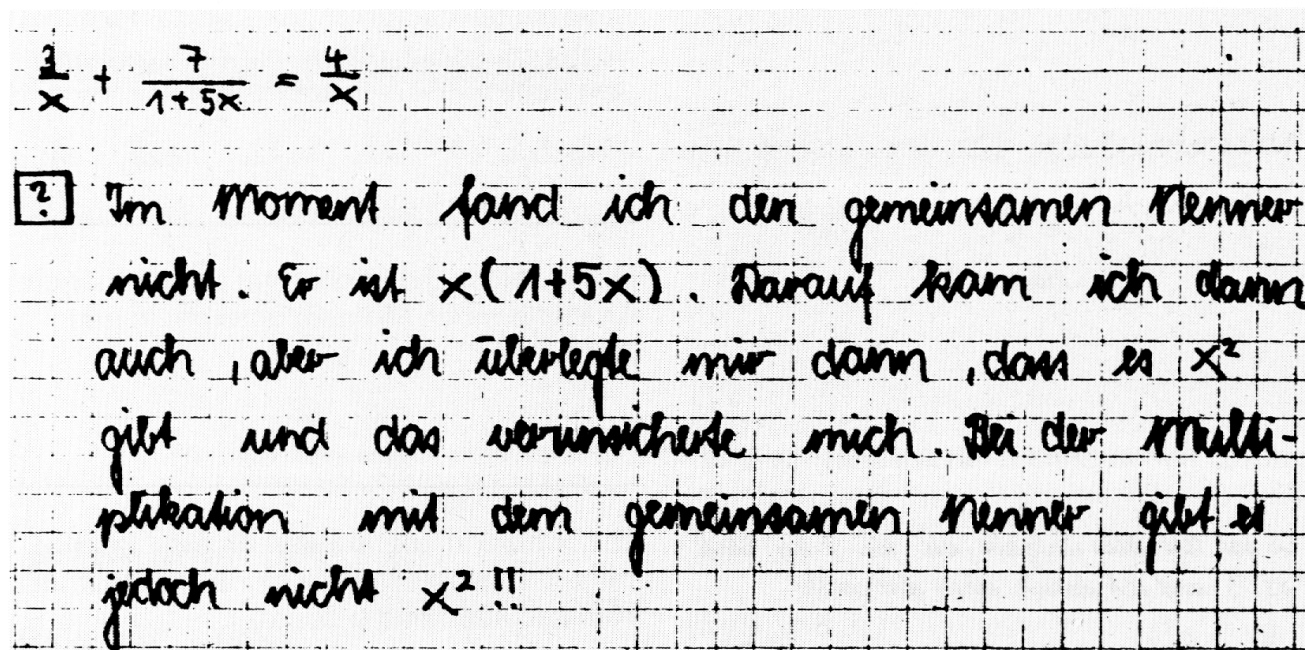 3/x + 7/(1+5x) = 4/x
? Im Moment fand ich den gemeinsamen Nenner
nicht. Er ist x(1+5x). Darauf kam ich dann
auch, aber ich überlegte mir dann, dass es x²
gibt und das verunsicherte mich. Bei der Multi-
plikation mit dem gemeinsamen Nenner gibt es
jedoch nicht x²!!